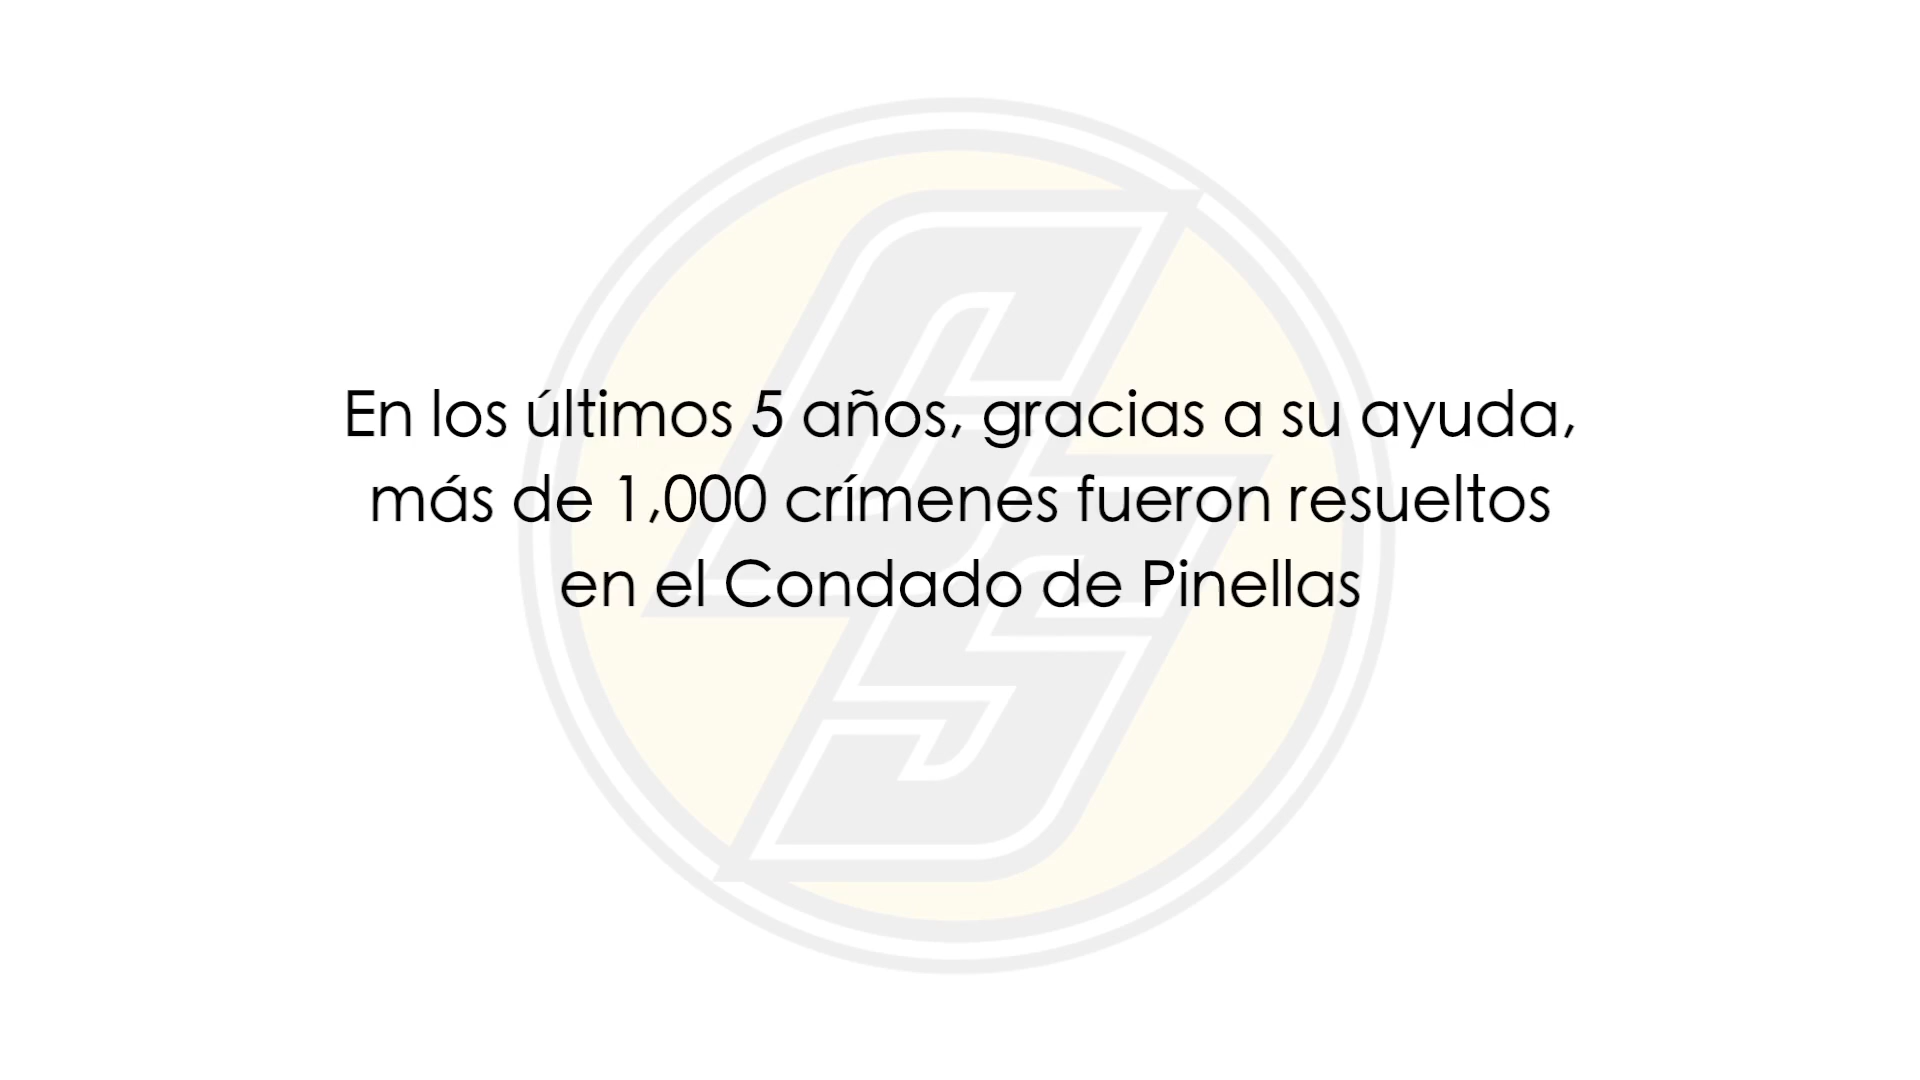 En los últimos 5 años, gracias a su ayuda,
más de 1,000 crímenes fueron resueltos
en el Condado de Pinellas